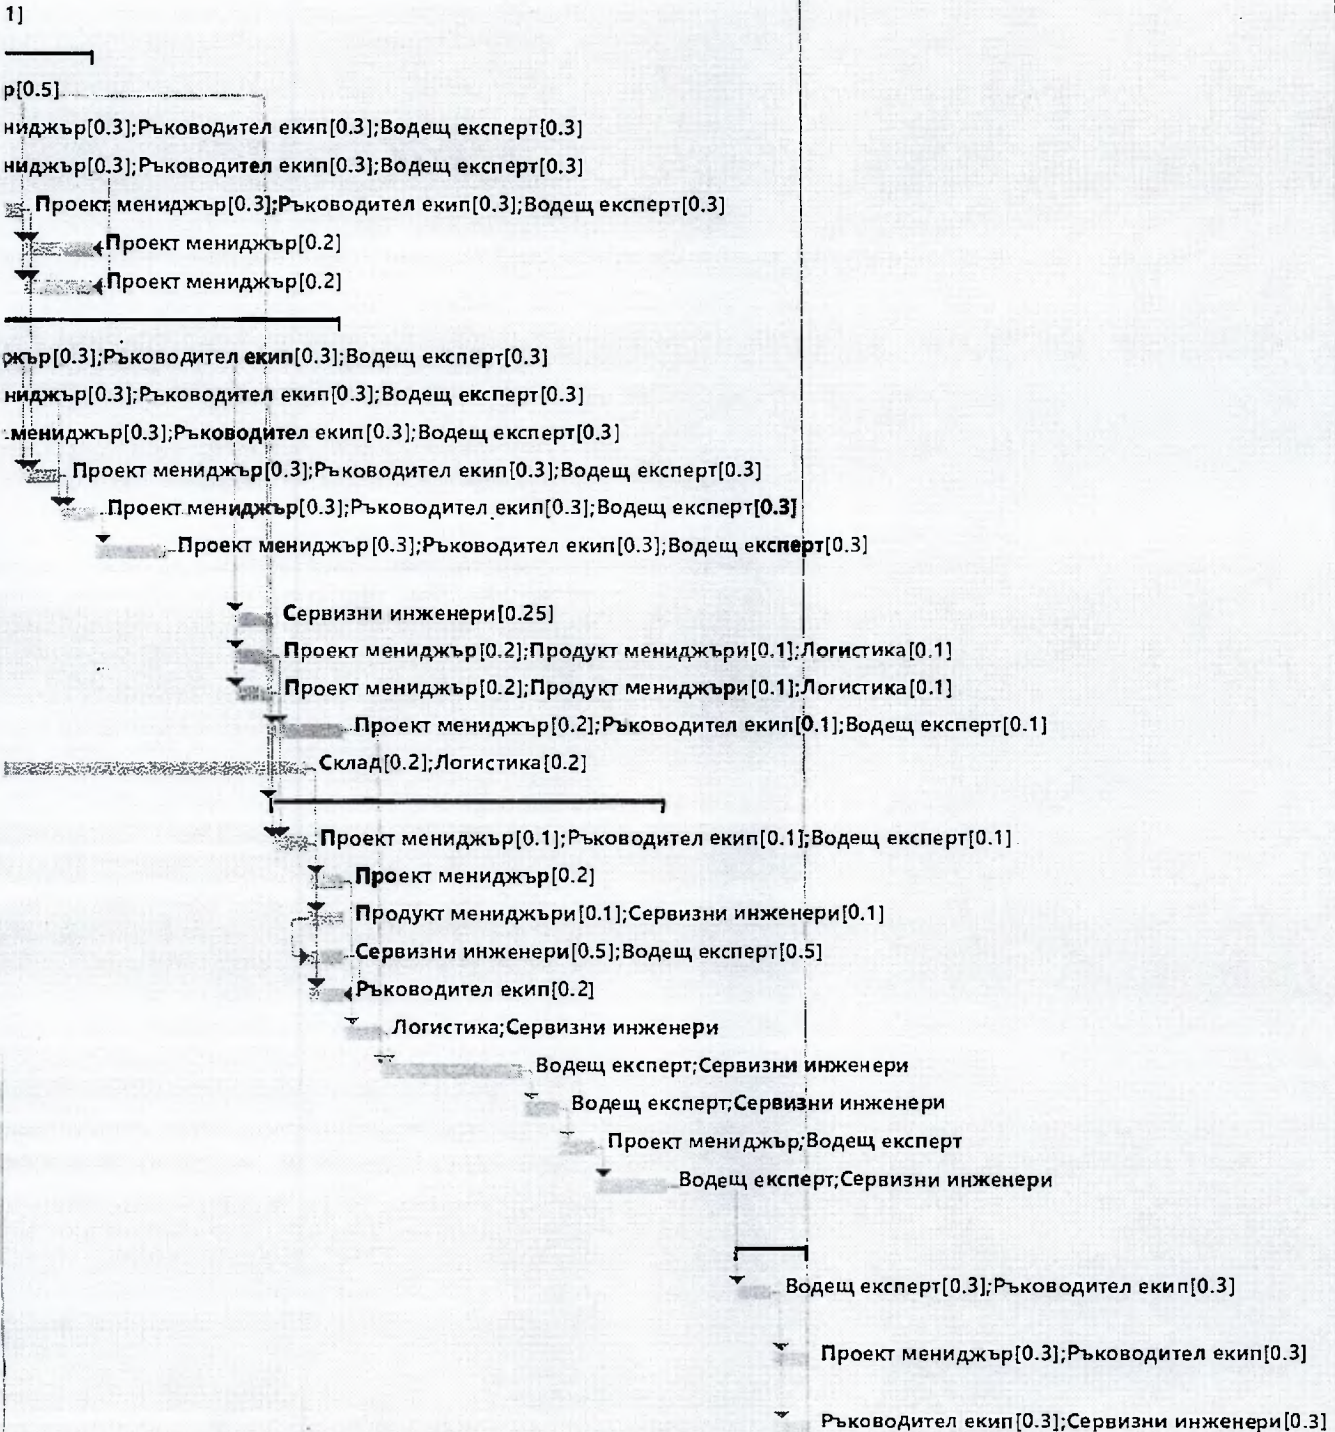 1]
р[0.5]
ниджър[0.3];Ръководител екип[0.3];Водещ експерт[0.3]
ниджър[0.3];Ръководител екип[0.3];Водещ експерт[0.3]
Проект мениджър[0.3];Ръководител екип[0.3];Водещ експерт[0.3]
Проект мениджър[0.2]
Проект мениджър[0.2]
жър[0.3];Ръководител екип[0.3];Водещ експерт[0.3]
ниджър[0.3];Ръководител екип[0.3];Водещ експерт[0.3]
мениджър[0.3];Ръководител екип[0.3];Водещ експерт[0.3]
Проект мениджър[0.3];Ръководител екип[0.3];Водещ експерт[0.3]
Проект мениджър[0.3];Ръководител екип[0.3];Водещ експерт[0.3]
Проект мениджър[0.3];Ръководител екип[0.3];Водещ експерт[0.3]
Сервизни инженери[0.25]
Проект мениджър[0.2];Продукт мениджъри[0.1];Логистика[0.1]
Проект мениджър[0.2];Продукт мениджъри[0.1];Логистика[0.1]
Проект мениджър[0.2];Ръководител екип[0.1];Водещ експерт[0.1]
Склад[0.2];Логистика[0.2]
Проект мениджър[0.1];Ръководител екип[0.1];Водещ експерт[0.1]
Проект мениджър[0.2]
Продукт мениджъри[0.1];Сервизни инженери[0.1]
Сервизни инженери[0.5];Водещ експерт[0.5]
Ръководител екип[0.2]
Логистика;Сервизни инженери
Водещ експерт;Сервизни инженери
Водещ експерт;Сервизни инженери
Проект мениджър;Водещ експерт
Водещ експерт;Сервизни инженери
Водещ експерт[0.3];Ръководител екип[0.3]
Проект мениджър[0.3];Ръководител екип[0.3]
Ръководител екип[0.3];Сервизни инженери[0.3]